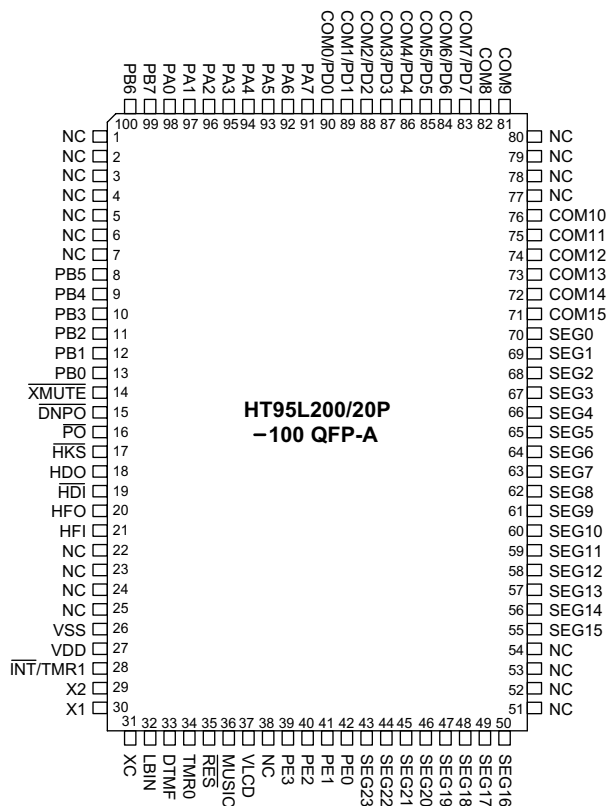 PB6
PB7
PA0
PA1
PA2
PA3
PA4
PA5
PA6
PA7
COM0/PD0
COM1/PD1
COM2/PD2
COM3/PD3
COM4/PD4
COM5/PD5
COM6/PD6
COM7/PD7
COM8
COM9
100 99 98 97 96 95 94 93 92 91 90 89 88 87 86 85 84 83 82 81
NC 1
NC 2
NC 3
NC 4
NC 5
NC 6
NC 7
PB5 8
PB4 9
PB3 10
PB2 11
PB1 12
PB0 13
XMUTE 14
DNPO 15
PO 16
HKS 17
HDO 18
HDI 19
HFO 20
HFI 21
NC 22
NC 23
NC 24
NC 25
VSS 26
VDD 27
INT/TMR1 28
X2 29
X1 30
HT95L200/20P
–100 QFP-A
80 NC
79 NC
78 NC
77 NC
76 COM10
75 COM11
74 COM12
73 COM13
72 COM14
71 COM15
70 SEG0
69 SEG1
68 SEG2
67 SEG3
66 SEG4
65 SEG5
64 SEG6
63 SEG7
62 SEG8
61 SEG9
60 SEG10
59 SEG11
58 SEG12
57 SEG13
56 SEG14
55 SEG15
54 NC
53 NC
52 NC
51 NC
31 32 33 34 35 36 37 38 39 40 41 42 43 44 45 46 47 48 49 50
XC
LBIN
DTMF
TMR0
RES
MUSIC
VLCD
NC
PE3
PE2
PE1
PE0
SEG23
SEG22
SEG21
SEG20
SEG19
SEG18
SEG17
SEG16